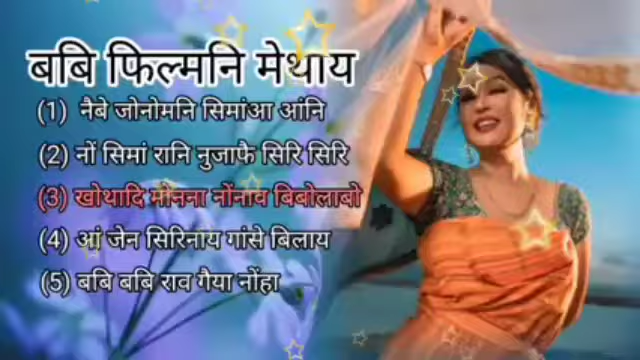 बबि फिल्मनि मेथाय
(1) नैबे जोनोमनि सिमांआ आंनि
(2) नों सिमां रानि नुजाफै सिरि सिरि
(3) खोथादि मोनना नोंनाव बिबोलाबो
(4) आं जेन सिरिनाय गांसे बिलाय
(5) बबि बबि राव गैया नोंहा